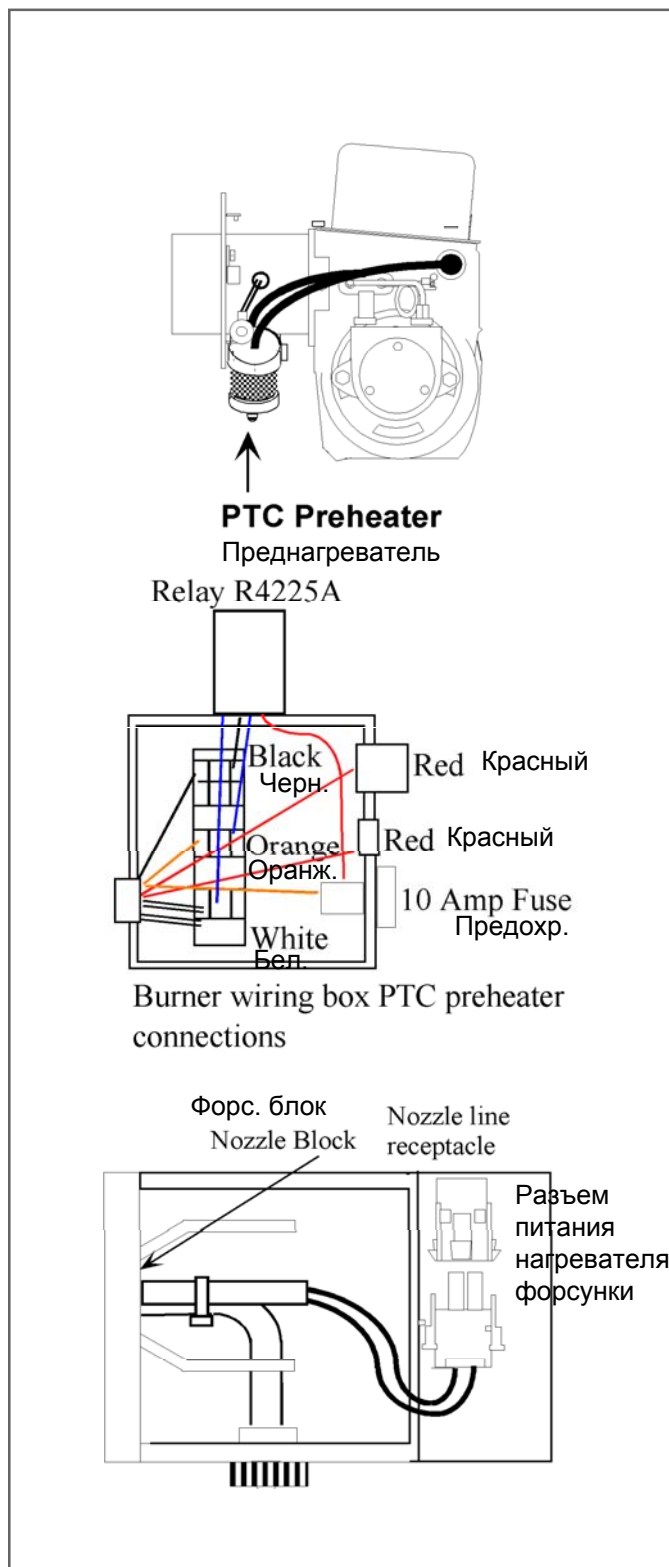 PTC Preheater
Преднагреватель
Relay R4225A
Black
Черн.
Red Красный
Orange
Оранж.
Red Красный
10 Amp Fuse
Предохр.
White
Бел.
Burner wiring box PTC preheater
connections
Форс. блок
Nozzle Block
Nozzle line
receptacle
Разъем
питания
нагревателя
форсунки